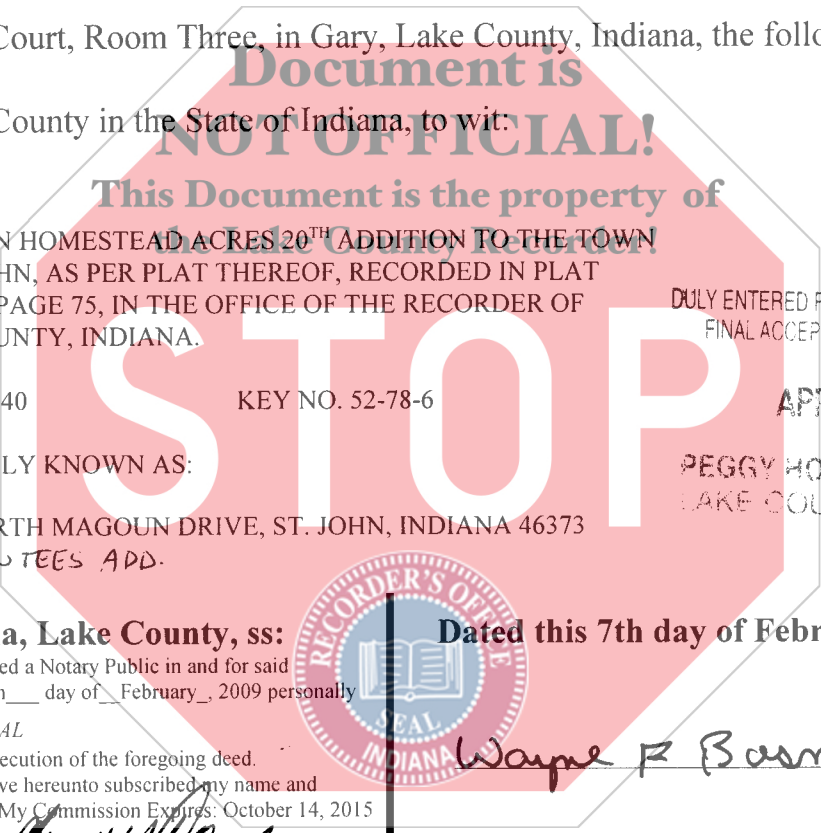 Court, Room Three, in Gary, Lake County, Indiana, the follo
Document is
County in the State of Indiana, to wit:
NOT OFFICIAL!
This Document is the property of
the Lake County Recorder!
N HOMESTEAD ACRES 20TH ADDITION TO THE TOWN
HN, AS PER PLAT THEREOF, RECORDED IN PLAT
PAGE 75, IN THE OFFICE OF THE RECORDER OF
UNTY, INDIANA.
DULY ENTERED F
FINAL ACCEP
STOP
40 KEY NO. 52-78-6
AP
LY KNOWN AS:
PEGGY HO
LAKE COU
RTH MAGOUN DRIVE, ST. JOHN, INDIANA 46373
TEES ADD.
RECORDER'S OFFICE
SEAL
INDIANA
a, Lake County, ss:
Dated this 7th day of Febr
ed a Notary Public in and for said
day of February, 2009 personally
AL
ecution of the foregoing deed.
ve hereunto subscribed my name and
My Commission Expires: October 14, 2015
Wayne F